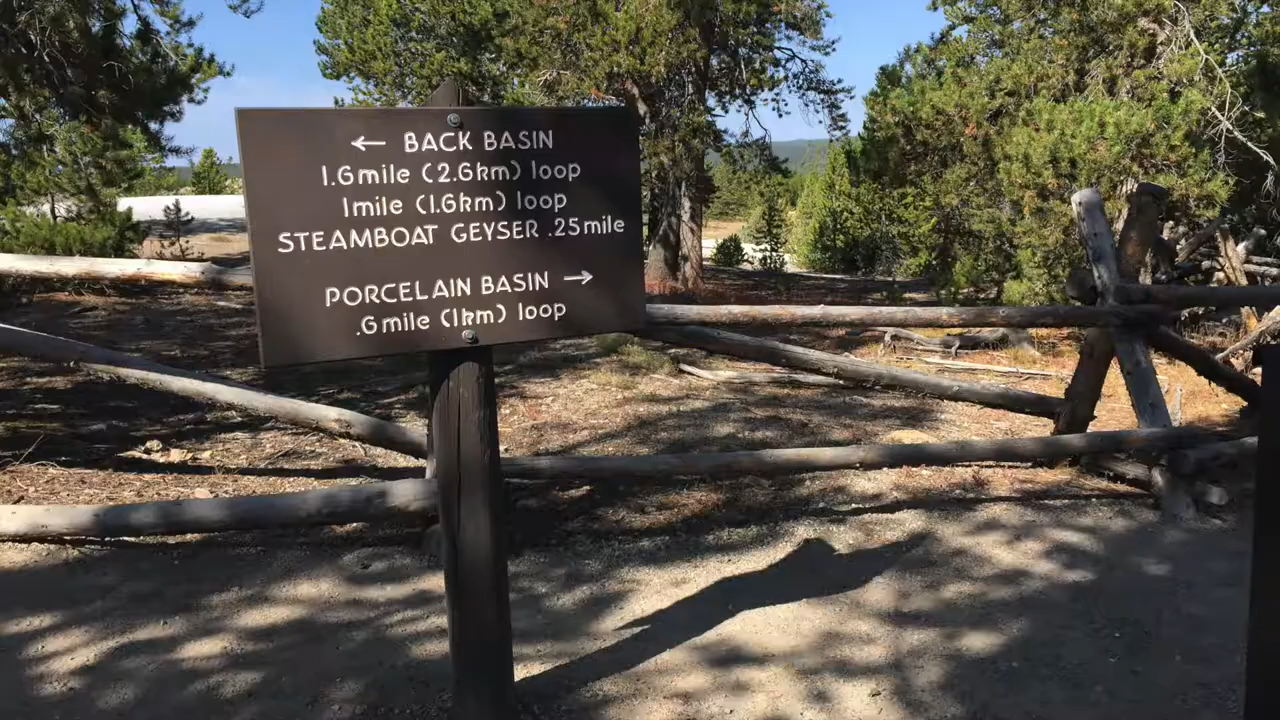 ← BACK BASIN
1.6mile (2.6km) loop
1mile (1.6km) loop
STEAMBOAT GEYSER .25mile
PORCELAIN BASIN →
.6mile (1km) loop